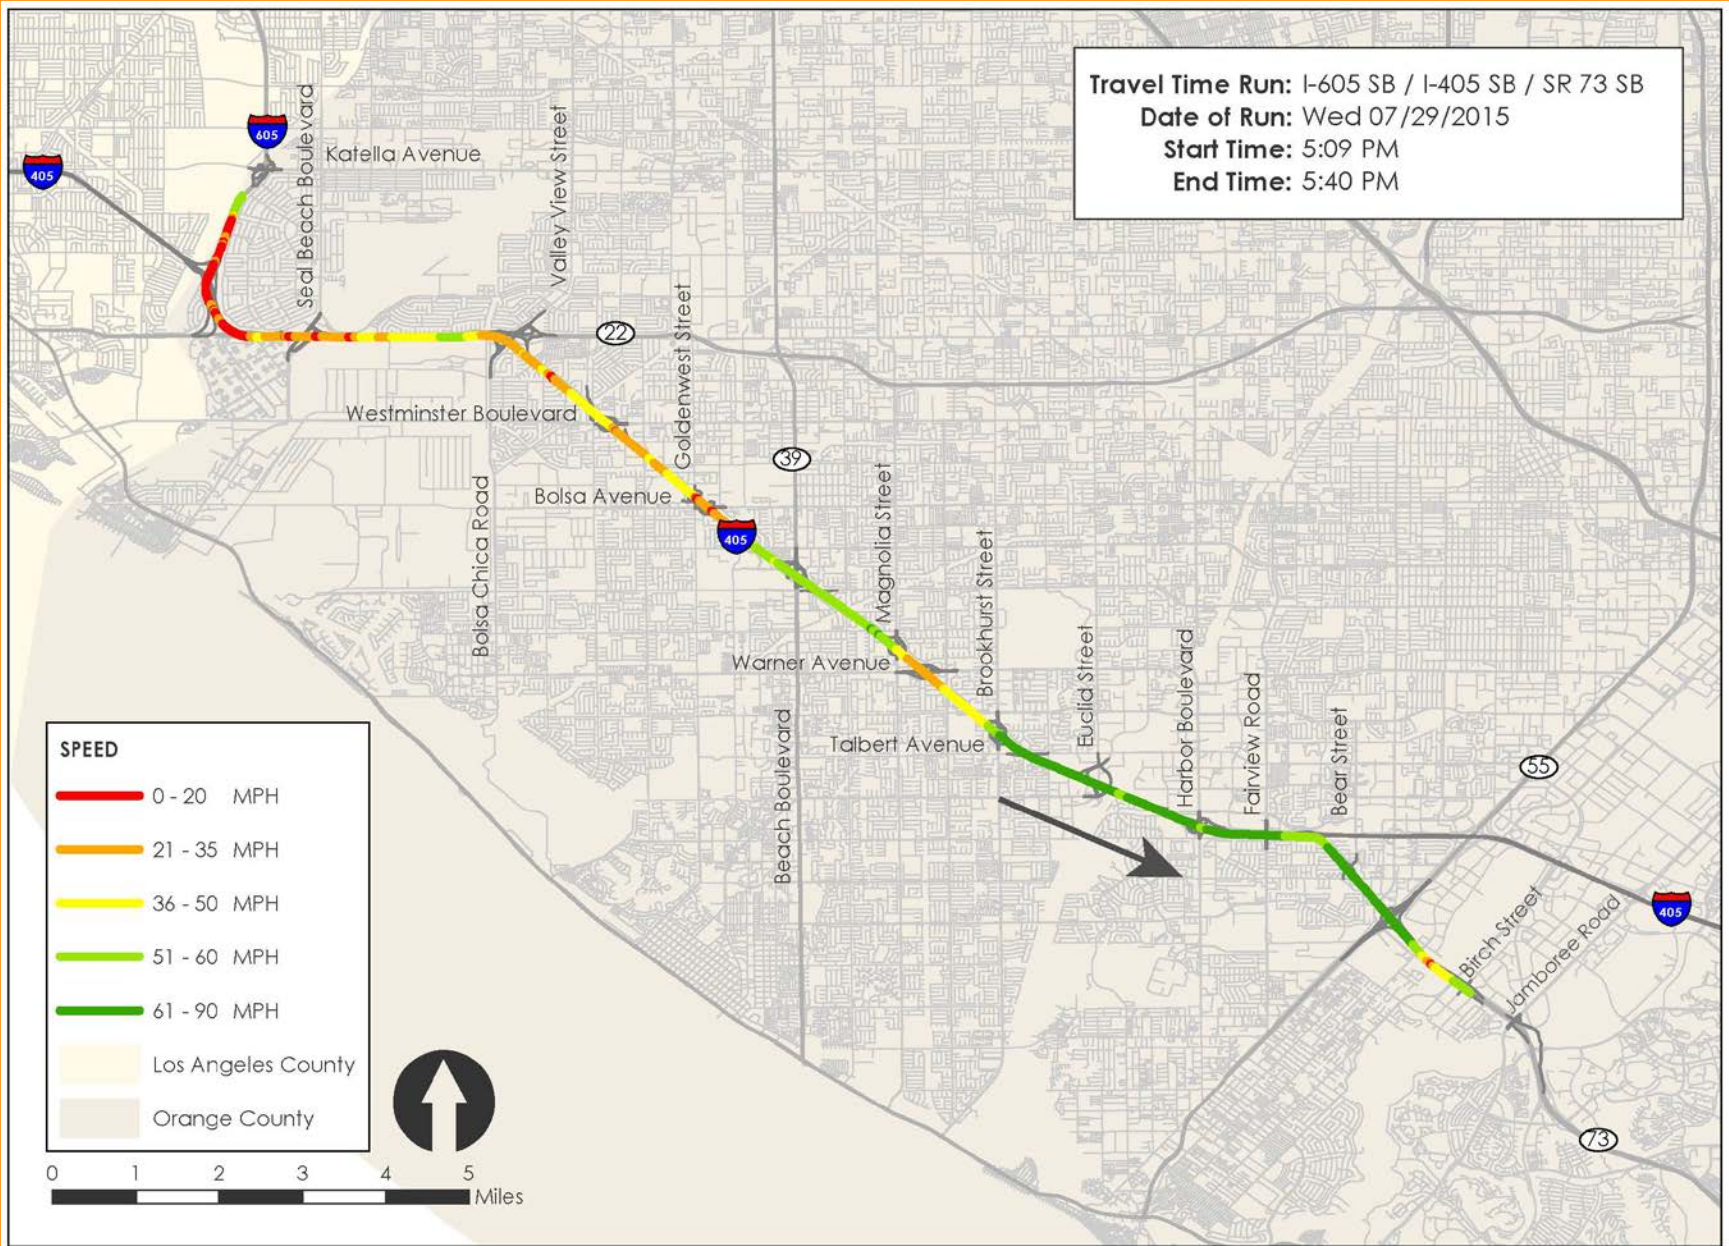 Travel Time Run: I-605 SB / I-405 SB / SR 73 SB
Date of Run: Wed 07/29/2015
Start Time: 5:09 PM
End Time: 5:40 PM
605
405
Katella Avenue
Seal Beach Boulevard
Valley View Street
22
Goldenwest Street
Westminster Boulevard
39
Bolsa Avenue
405
Bolsa Chica Road
Magnolia Street
Brookhurst Street
Warner Avenue
Euclid Street
Harbor Boulevard
Fairview Road
Bear Street
Talbert Avenue
Beach Boulevard
55
405
Birch Street
Jamboree Road
73
SPEED
0 - 20 MPH
21 - 35 MPH
36 - 50 MPH
51 - 60 MPH
61 - 90 MPH
Los Angeles County
Orange County
0 1 2 3 4 5
Miles